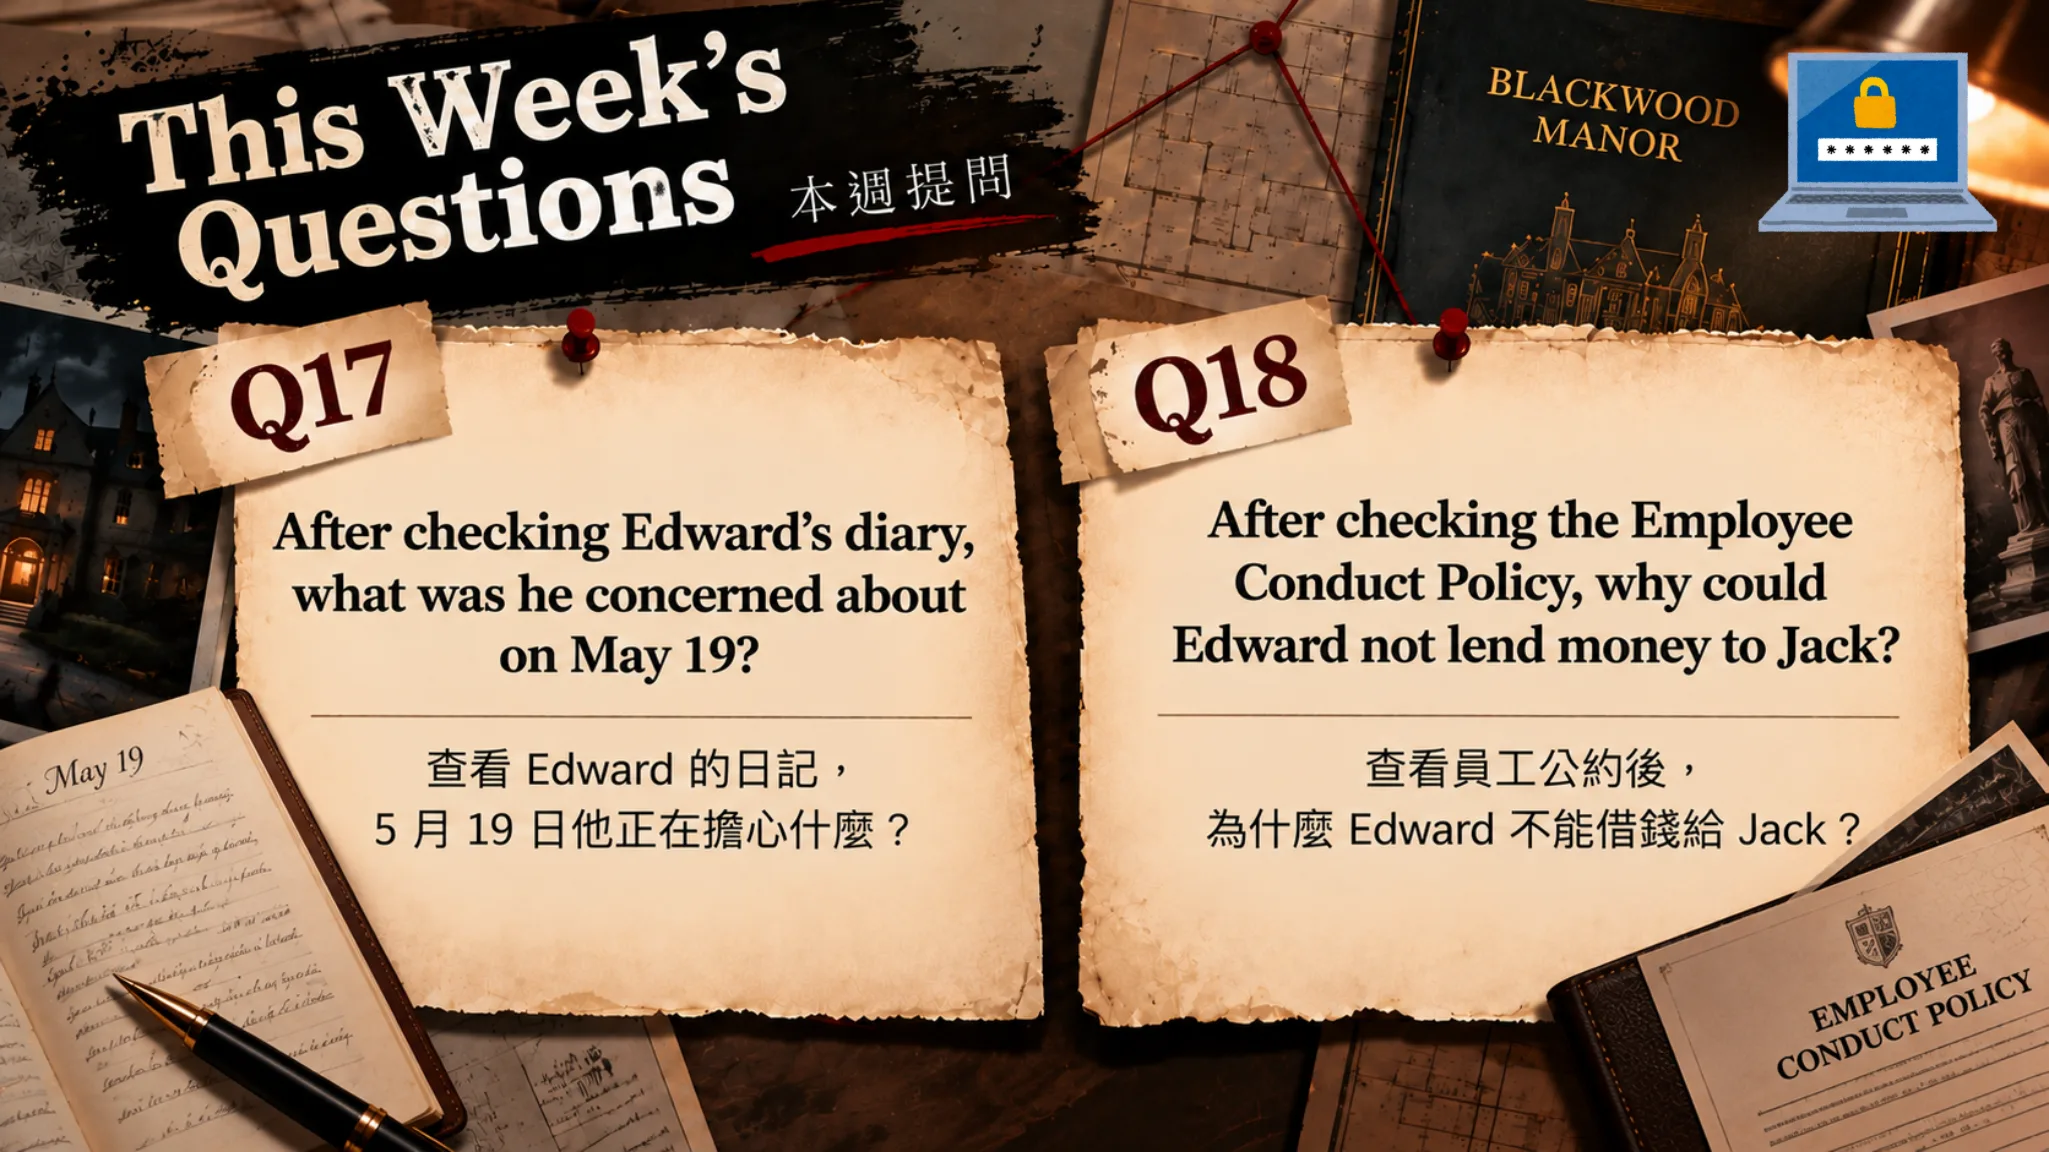 This Week's
Questions
本週提問
BLACKWOOD
MANOR
******
Q17
After checking Edward's diary,
what was he concerned about
on May 19?
查看 Edward 的日記，
5 月 19 日他正在擔心什麼？
Q18
After checking the Employee
Conduct Policy, why could
Edward not lend money to Jack?
查看員工公約後，
為什麼 Edward 不能借錢給 Jack？
May 19
EMPLOYEE
CONDUCT POLICY